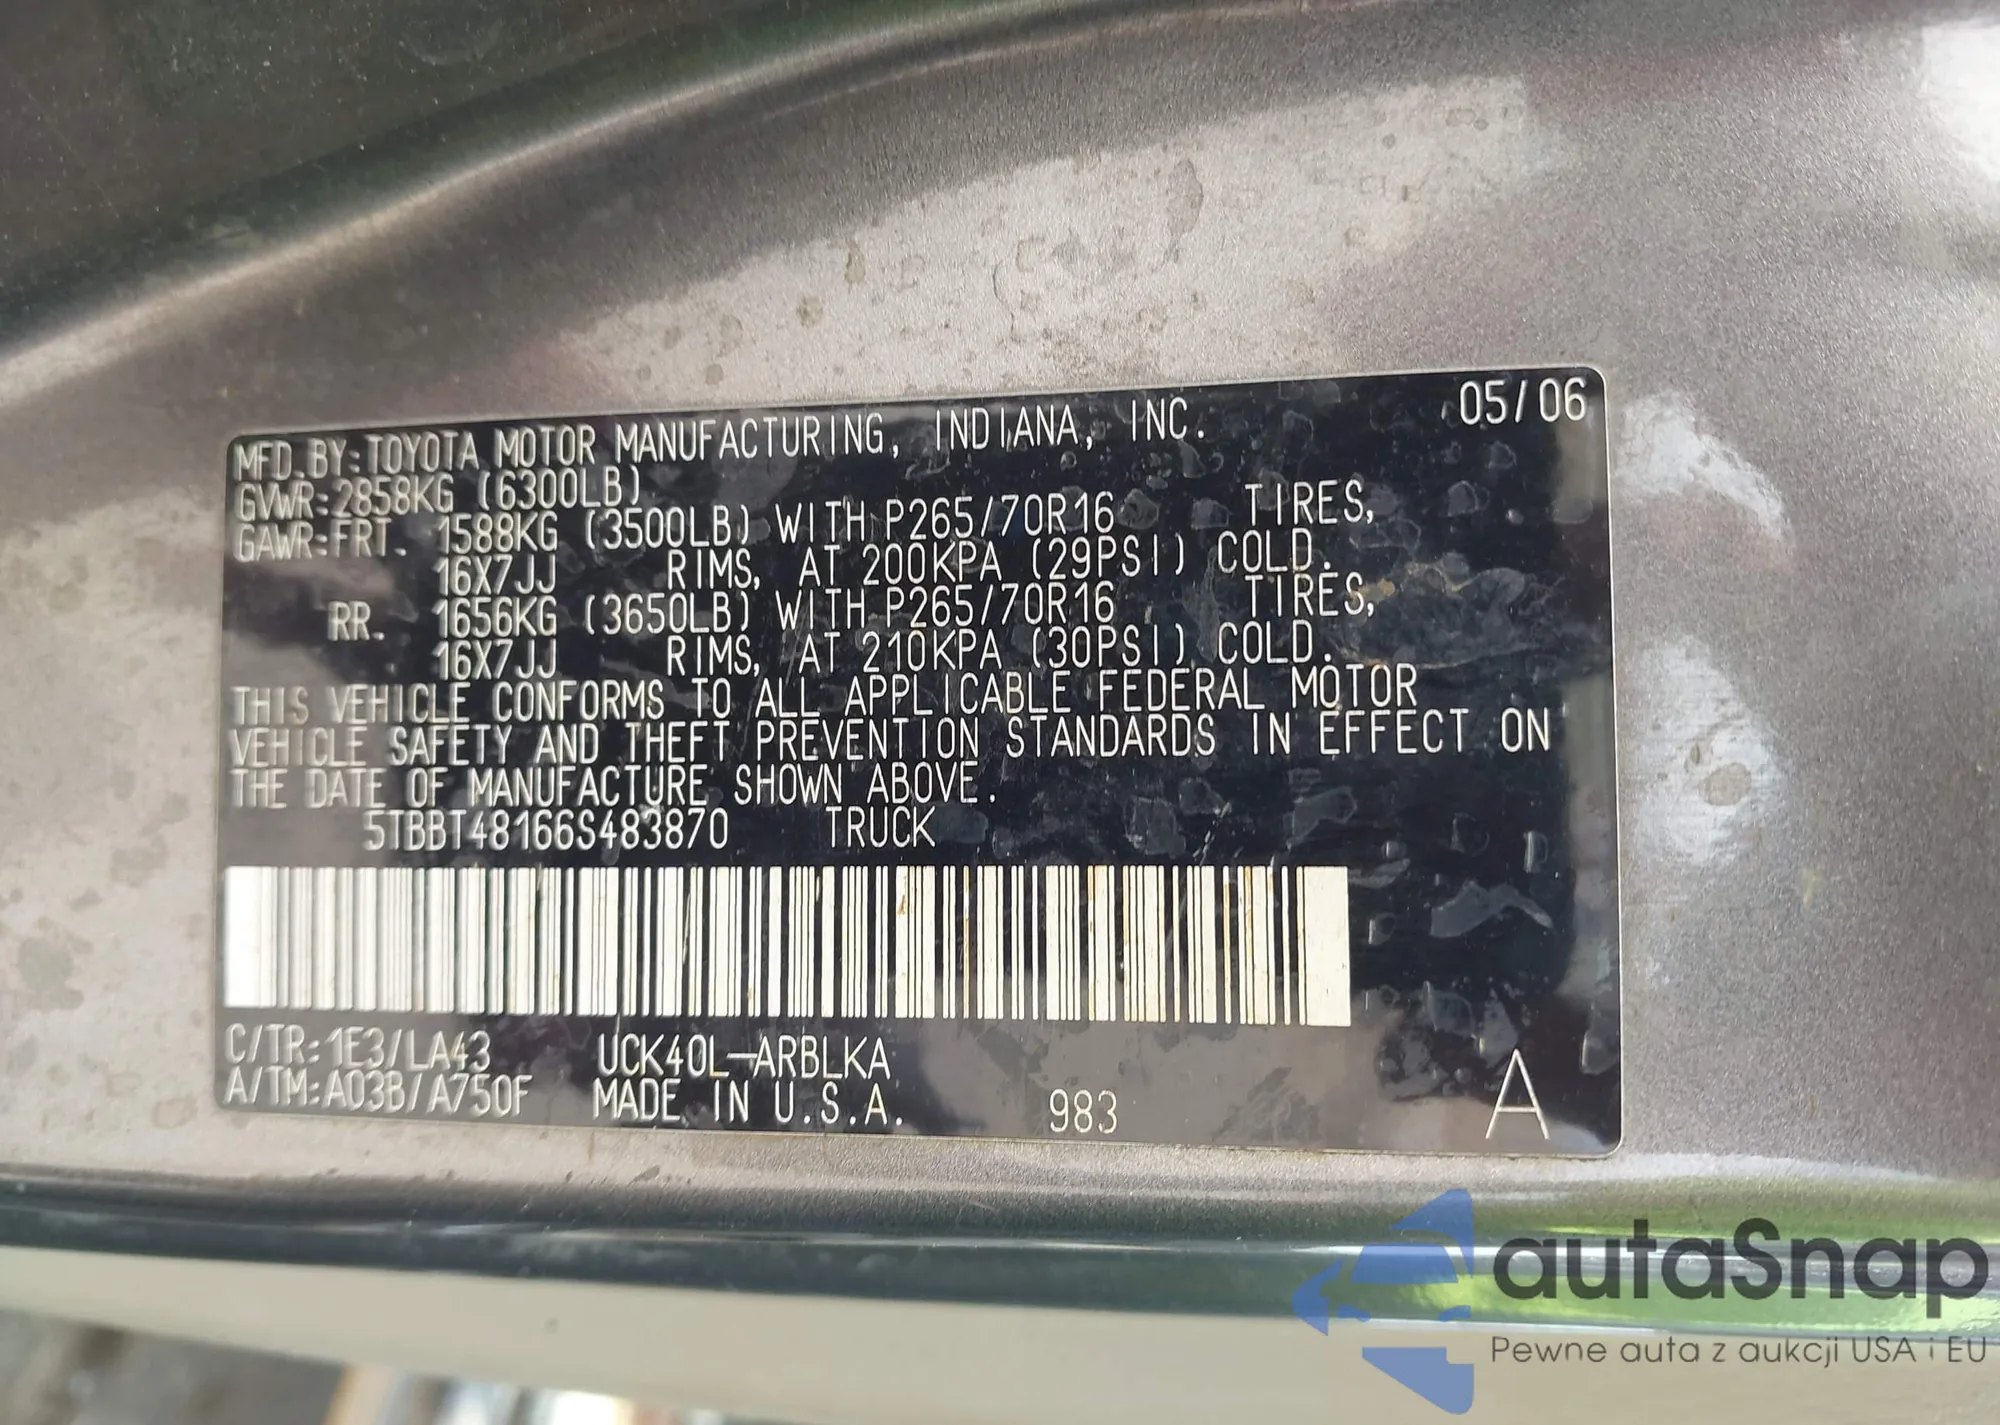 05/06
MFD. BY: TOYOTA MOTOR MANUFACTURING, INDIANA, INC.
GVWR: 2858KG (6300LB)
GAWR: FRT. 1588KG (3500LB) WITH P265/70R16 TIRES,
16X7JJ RIMS, AT 200KPA (29PSI) COLD.
RR. 1656KG (3650LB) WITH P265/70R16 TIRES,
16X7JJ RIMS, AT 210KPA (30PSI) COLD.
THIS VEHICLE CONFORMS TO ALL APPLICABLE FEDERAL MOTOR
VEHICLE SAFETY AND THEFT PREVENTION STANDARDS IN EFFECT ON
THE DATE OF MANUFACTURE SHOWN ABOVE.
5TBBT48166S483870 TRUCK
C/TR: 1E3/LA43 UCK40L-ARBLKA
A/TM: A03B/A750F MADE IN U.S.A. 983 A
autaSnap
Pewne auta z aukcji USA i EU